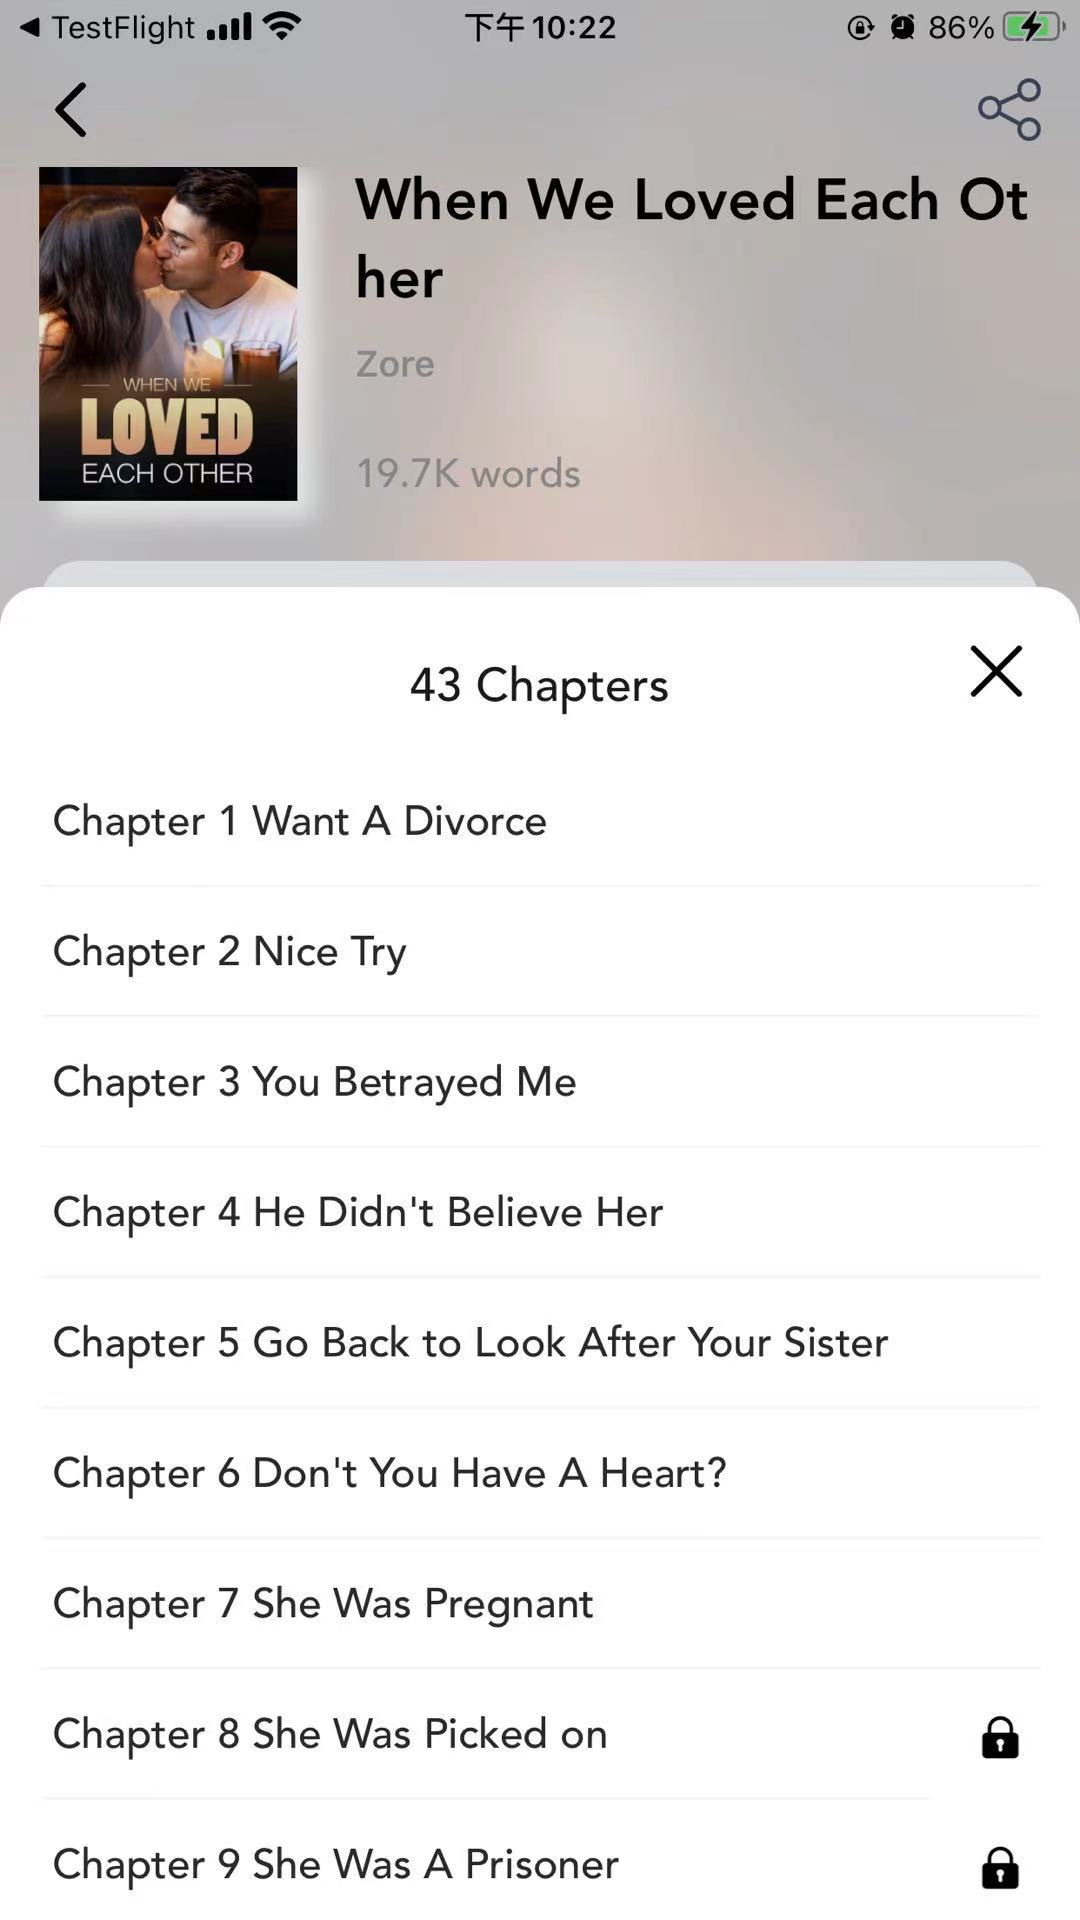 TestFlight
下午10:22
86%
When We Loved Each Ot
her
Zore
19.7K words
WHEN WE
LOVED
EACH OTHER
43 Chapters
Chapter 1 Want A Divorce
Chapter 2 Nice Try
Chapter 3 You Betrayed Me
Chapter 4 He Didn't Believe Her
Chapter 5 Go Back to Look After Your Sister
Chapter 6 Don't You Have A Heart?
Chapter 7 She Was Pregnant
Chapter 8 She Was Picked on
Chapter 9 She Was A Prisoner